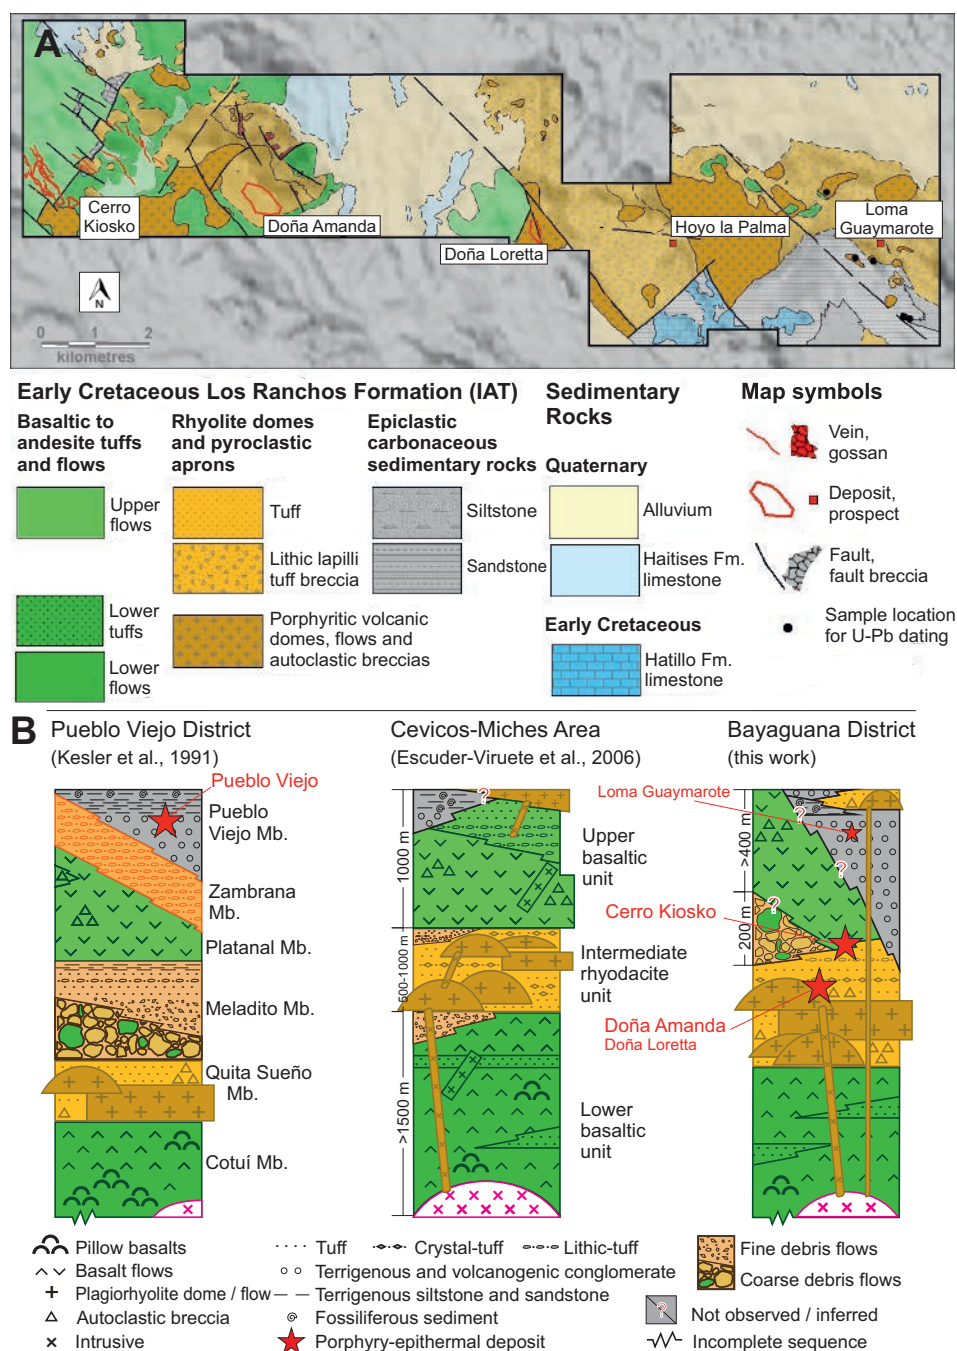 A
Cerro
Kiosko
Doña Amanda
Doña Loretta
Hoyo la Palma
Loma
Guaymarote
N
0 1 2
kilometres
Early Cretaceous Los Ranchos Formation (IAT)
Basaltic to
andesite tuffs
and flows
Upper
flows
Lower
tuffs
Lower
flows
Rhyolite domes
and pyroclastic
aprons
Tuff
Lithic lapilli
tuff breccia
Porphyritic volcanic
domes, flows and
autoclastic breccias
Epiclastic
carbonaceous
sedimentary rocks
Siltstone
Sandstone
Sedimentary
Rocks
Quaternary
Alluvium
Haitises Fm.
limestone
Early Cretaceous
Hatillo Fm.
limestone
Map symbols
Vein,
gossan
Deposit,
prospect
Fault,
fault breccia
Sample location
for U-Pb dating
B
Pueblo Viejo District
(Kesler et al., 1991)
Pueblo Viejo
Pueblo
Viejo Mb.
Zambrana
Mb.
Platanal Mb.
Meladito Mb.
Quita Sueño
Mb.
Cotuí Mb.
Cevicos-Miches Area
(Escuder-Viruete et al., 2006)
?
1000 m
500-1000 m
>1500 m
Upper
basaltic
unit
Intermediate
rhyodacite
unit
Lower
basaltic
unit
Bayaguana District
(this work)
Loma Guaymarote
?
?
?
>400 m
200 m
Cerro Kiosko
Doña Amanda
Doña Loretta
Pillow basalts
Basalt flows
Plagiorhyolite dome / flow
Autoclastic breccia
Intrusive
Tuff
Crystal-tuff
Lithic-tuff
Terrigenous and volcanogenic conglomerate
Terrigenous siltstone and sandstone
Fossiliferous sediment
Porphyry-epithermal deposit
Fine debris flows
Coarse debris flows
?
Not observed / inferred
Incomplete sequence